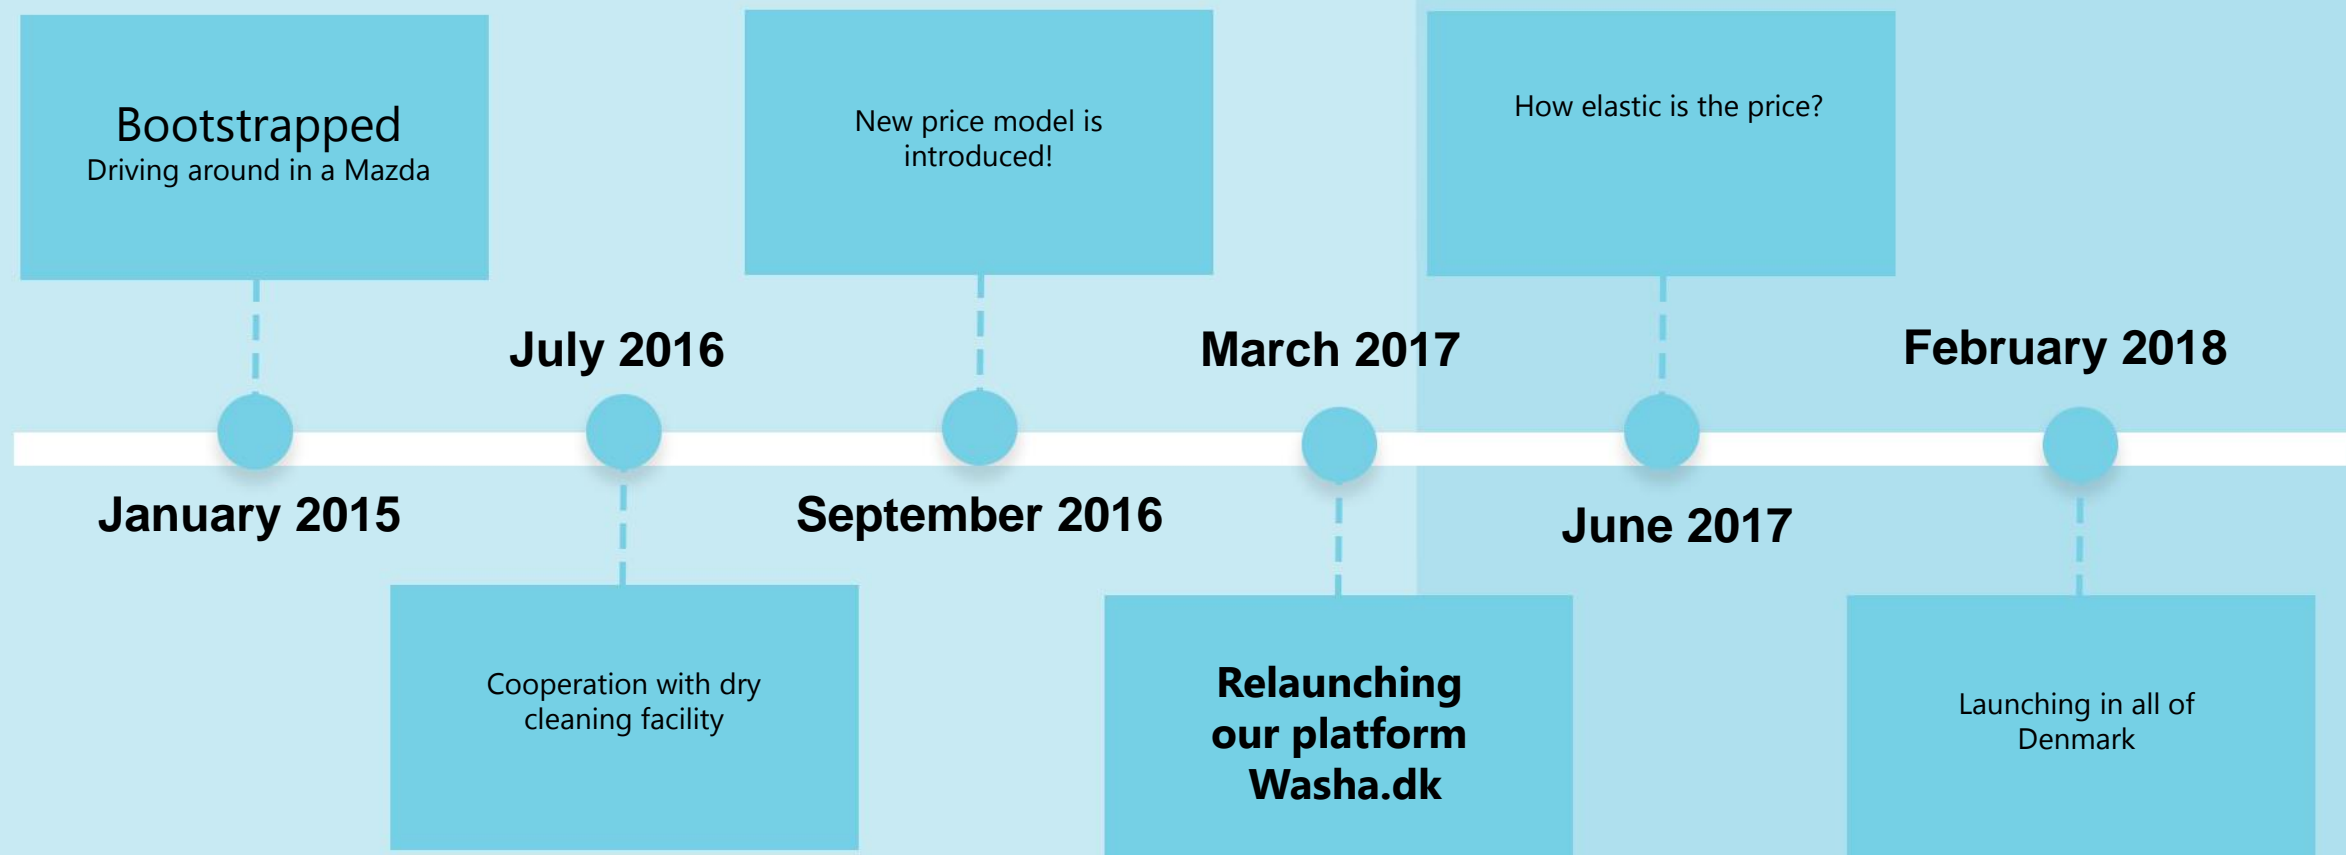 Bootstrapped
Driving around in a Mazda
January 2015
July 2016
Cooperation with dry
cleaning facility
New price model is
introduced!
September 2016
March 2017
Relaunching
our platform
Washa.dk
How elastic is the price?
June 2017
February 2018
Launching in all of
Denmark